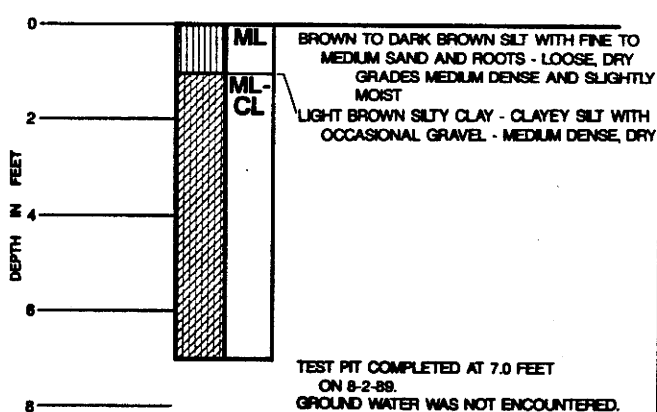 0
ML
BROWN TO DARK BROWN SILT WITH FINE TO
MEDIUM SAND AND ROOTS - LOOSE, DRY
GRADES MEDIUM DENSE AND SLIGHTLY
MOIST
ML-
CL
LIGHT BROWN SILTY CLAY - CLAYEY SILT WITH
OCCASIONAL GRAVEL - MEDIUM DENSE, DRY
2
4
6
8
DEPTH IN FEET
TEST PIT COMPLETED AT 7.0 FEET
ON 8-2-89.
GROUND WATER WAS NOT ENCOUNTERED.